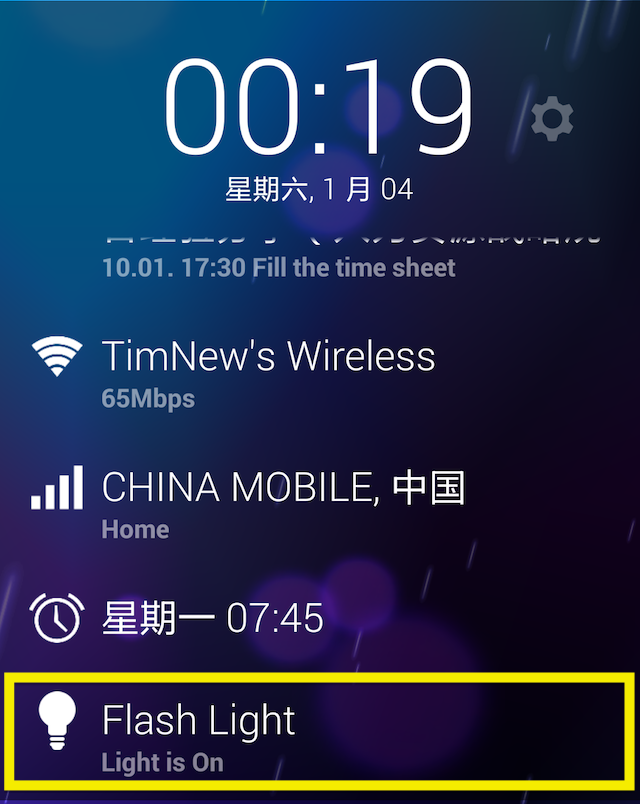 00:19
星期六, 1 月 04
10.01. 17:30 Fill the time sheet
TimNew's Wireless
65Mbps
CHINA MOBILE, 中国
Home
星期一 07:45
Flash Light
Light is On